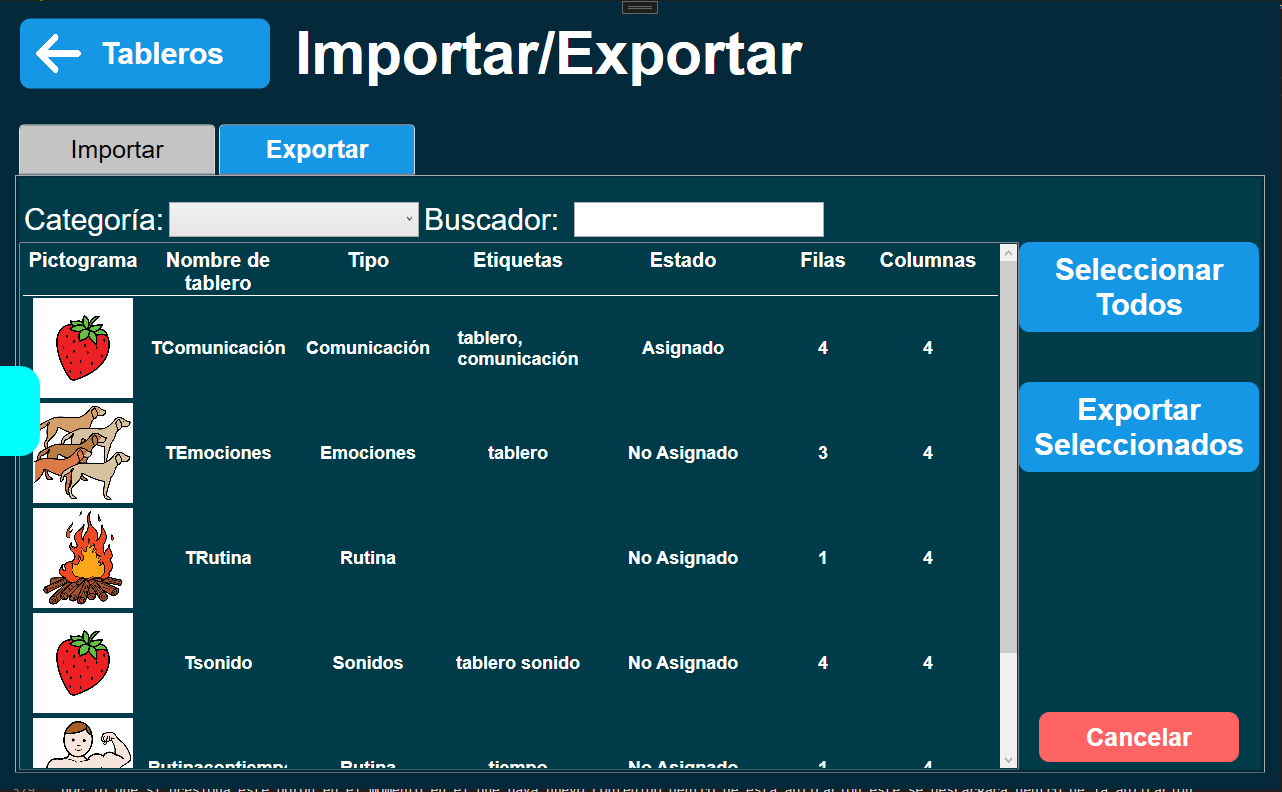 Tableros
Importar/Exportar
Importar
Exportar
Categoría:
Buscador:
Pictograma
Nombre de
tablero
Tipo
Etiquetas
Estado
Filas
Columnas
Seleccionar
Todos
TComunicación
Comunicación
tablero,
comunicación
Asignado
4
4
Exportar
Seleccionados
TEmociones
Emociones
tablero
No Asignado
3
4
TRutina
Rutina
No Asignado
1
4
Tsonido
Sonidos
tablero sonido
No Asignado
4
4
Cancelar
Rutina
tiempo
No Asignado
1
4